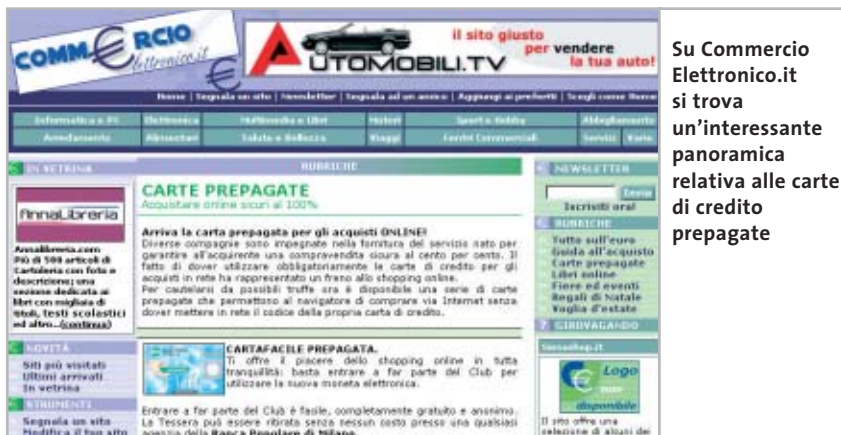 COMM€RCIO
Elettronico.it
il sito giusto
per vendere
la tua auto!
AUTOMOBILI.TV
Home | Segnala un sito | Newsletter | Segnala ad un amico | Aggiungi ai preferiti | Scegli come Home
Informatica e PC Elettronica Multimedia e Libri Motori Sport e Hobby Abbigliamento
Arredamento Alimentari Salute e Bellezza Viaggi Centri Commerciali Servizi Varie
IN VETRINA
AnnaLibreria
Annalibreria.com
Più di 500 articoli di
Cartoleria con foto e
descrizione; una
sezione dedicata ai
libri con migliaia di
titoli, testi scolastici
ed altro...(continua)
NOVITÀ
Siti più visitati
Ultimi arrivati
In vetrina
STRUMENTI
Segnala un sito
Modifica il tuo sito
RUBRICHE
CARTE PREPAGATE
Acquistare online sicuri al 100%
Arriva la carta prepagata per gli acquisti ONLINE!
Diverse compagnie sono impegnate nella fornitura del servizio nato per
garantire all'acquirente una compravendita sicura al cento per cento. Il
fatto di dover utilizzare obbligatoriamente le carte di credito per gli
acquisti in rete ha rappresentato un freno allo shopping online.
Per cautelarsi da possibili truffe ora è disponibile una serie di carte
prepagate che permettono al navigatore di comprare via Internet senza
dover mettere in rete il codice della propria carta di credito.
CARTAFACILE PREPAGATA.
Ti offre il piacere dello shopping online in tutta
tranquillità: basta entrare a far parte del Club per
utilizzare la nuova moneta elettronica.
Entrare a far parte del Club è facile, completamente gratuito e anonimo.
La Tessera può essere ritirata senza nessun costo presso una qualsiasi
agenzia della Banca Popolare di Milano.
NEWSLETTER
Invia
Iscriviti ora!
RUBRICHE
Tutto sull'euro
Guida all'acquisto
Carte prepagate
Libri online
Fiere ed eventi
Regali di Natale
Voglia d'estate
GIROVAGANDO
Logo
non
disponibile
Il sito offre una
selezione di alcuni dei
Su Commercio
Elettronico.it
si trova
un'interessante
panoramica
relativa alle carte
di credito
prepagate